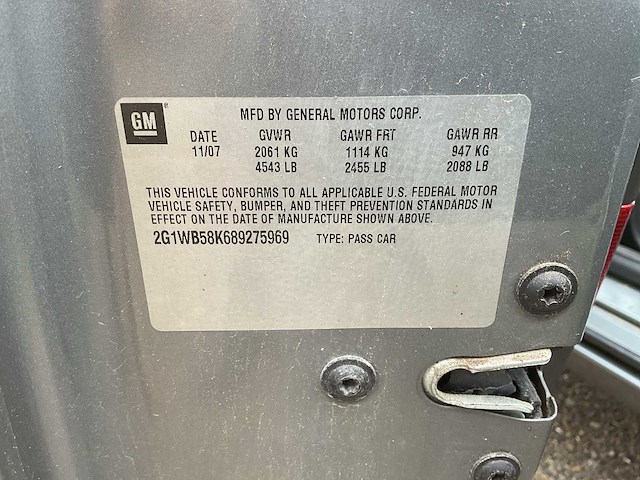 GM ®
MFD BY GENERAL MOTORS CORP.
DATE GVWR GAWR FRT GAWR RR
11/07 2061 KG 1114 KG 947 KG
4543 LB 2455 LB 2088 LB
THIS VEHICLE CONFORMS TO ALL APPLICABLE U.S. FEDERAL MOTOR
VEHICLE SAFETY, BUMPER, AND THEFT PREVENTION STANDARDS IN
EFFECT ON THE DATE OF MANUFACTURE SHOWN ABOVE.
2G1WB58K689275969 TYPE: PASS CAR